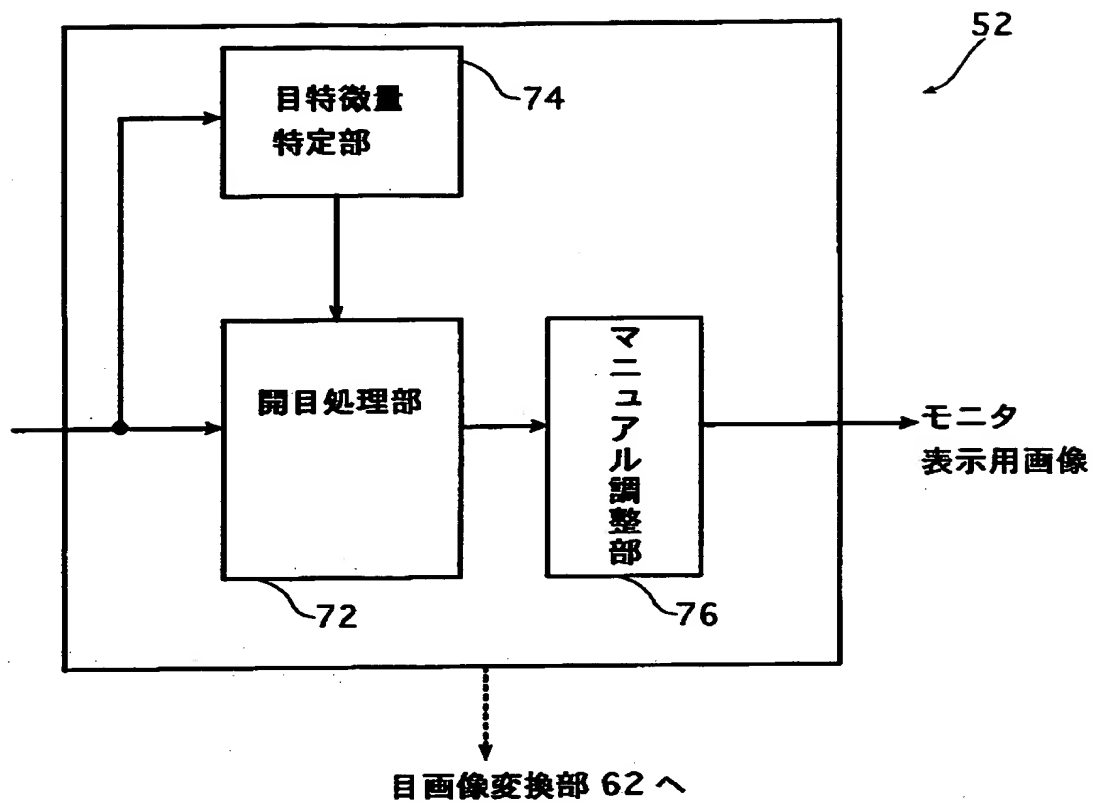 52
74
目特徴量
特定部
開目処理部
マニュアル調整部
モニタ
表示用画像
72
76
目画像変換部62へ